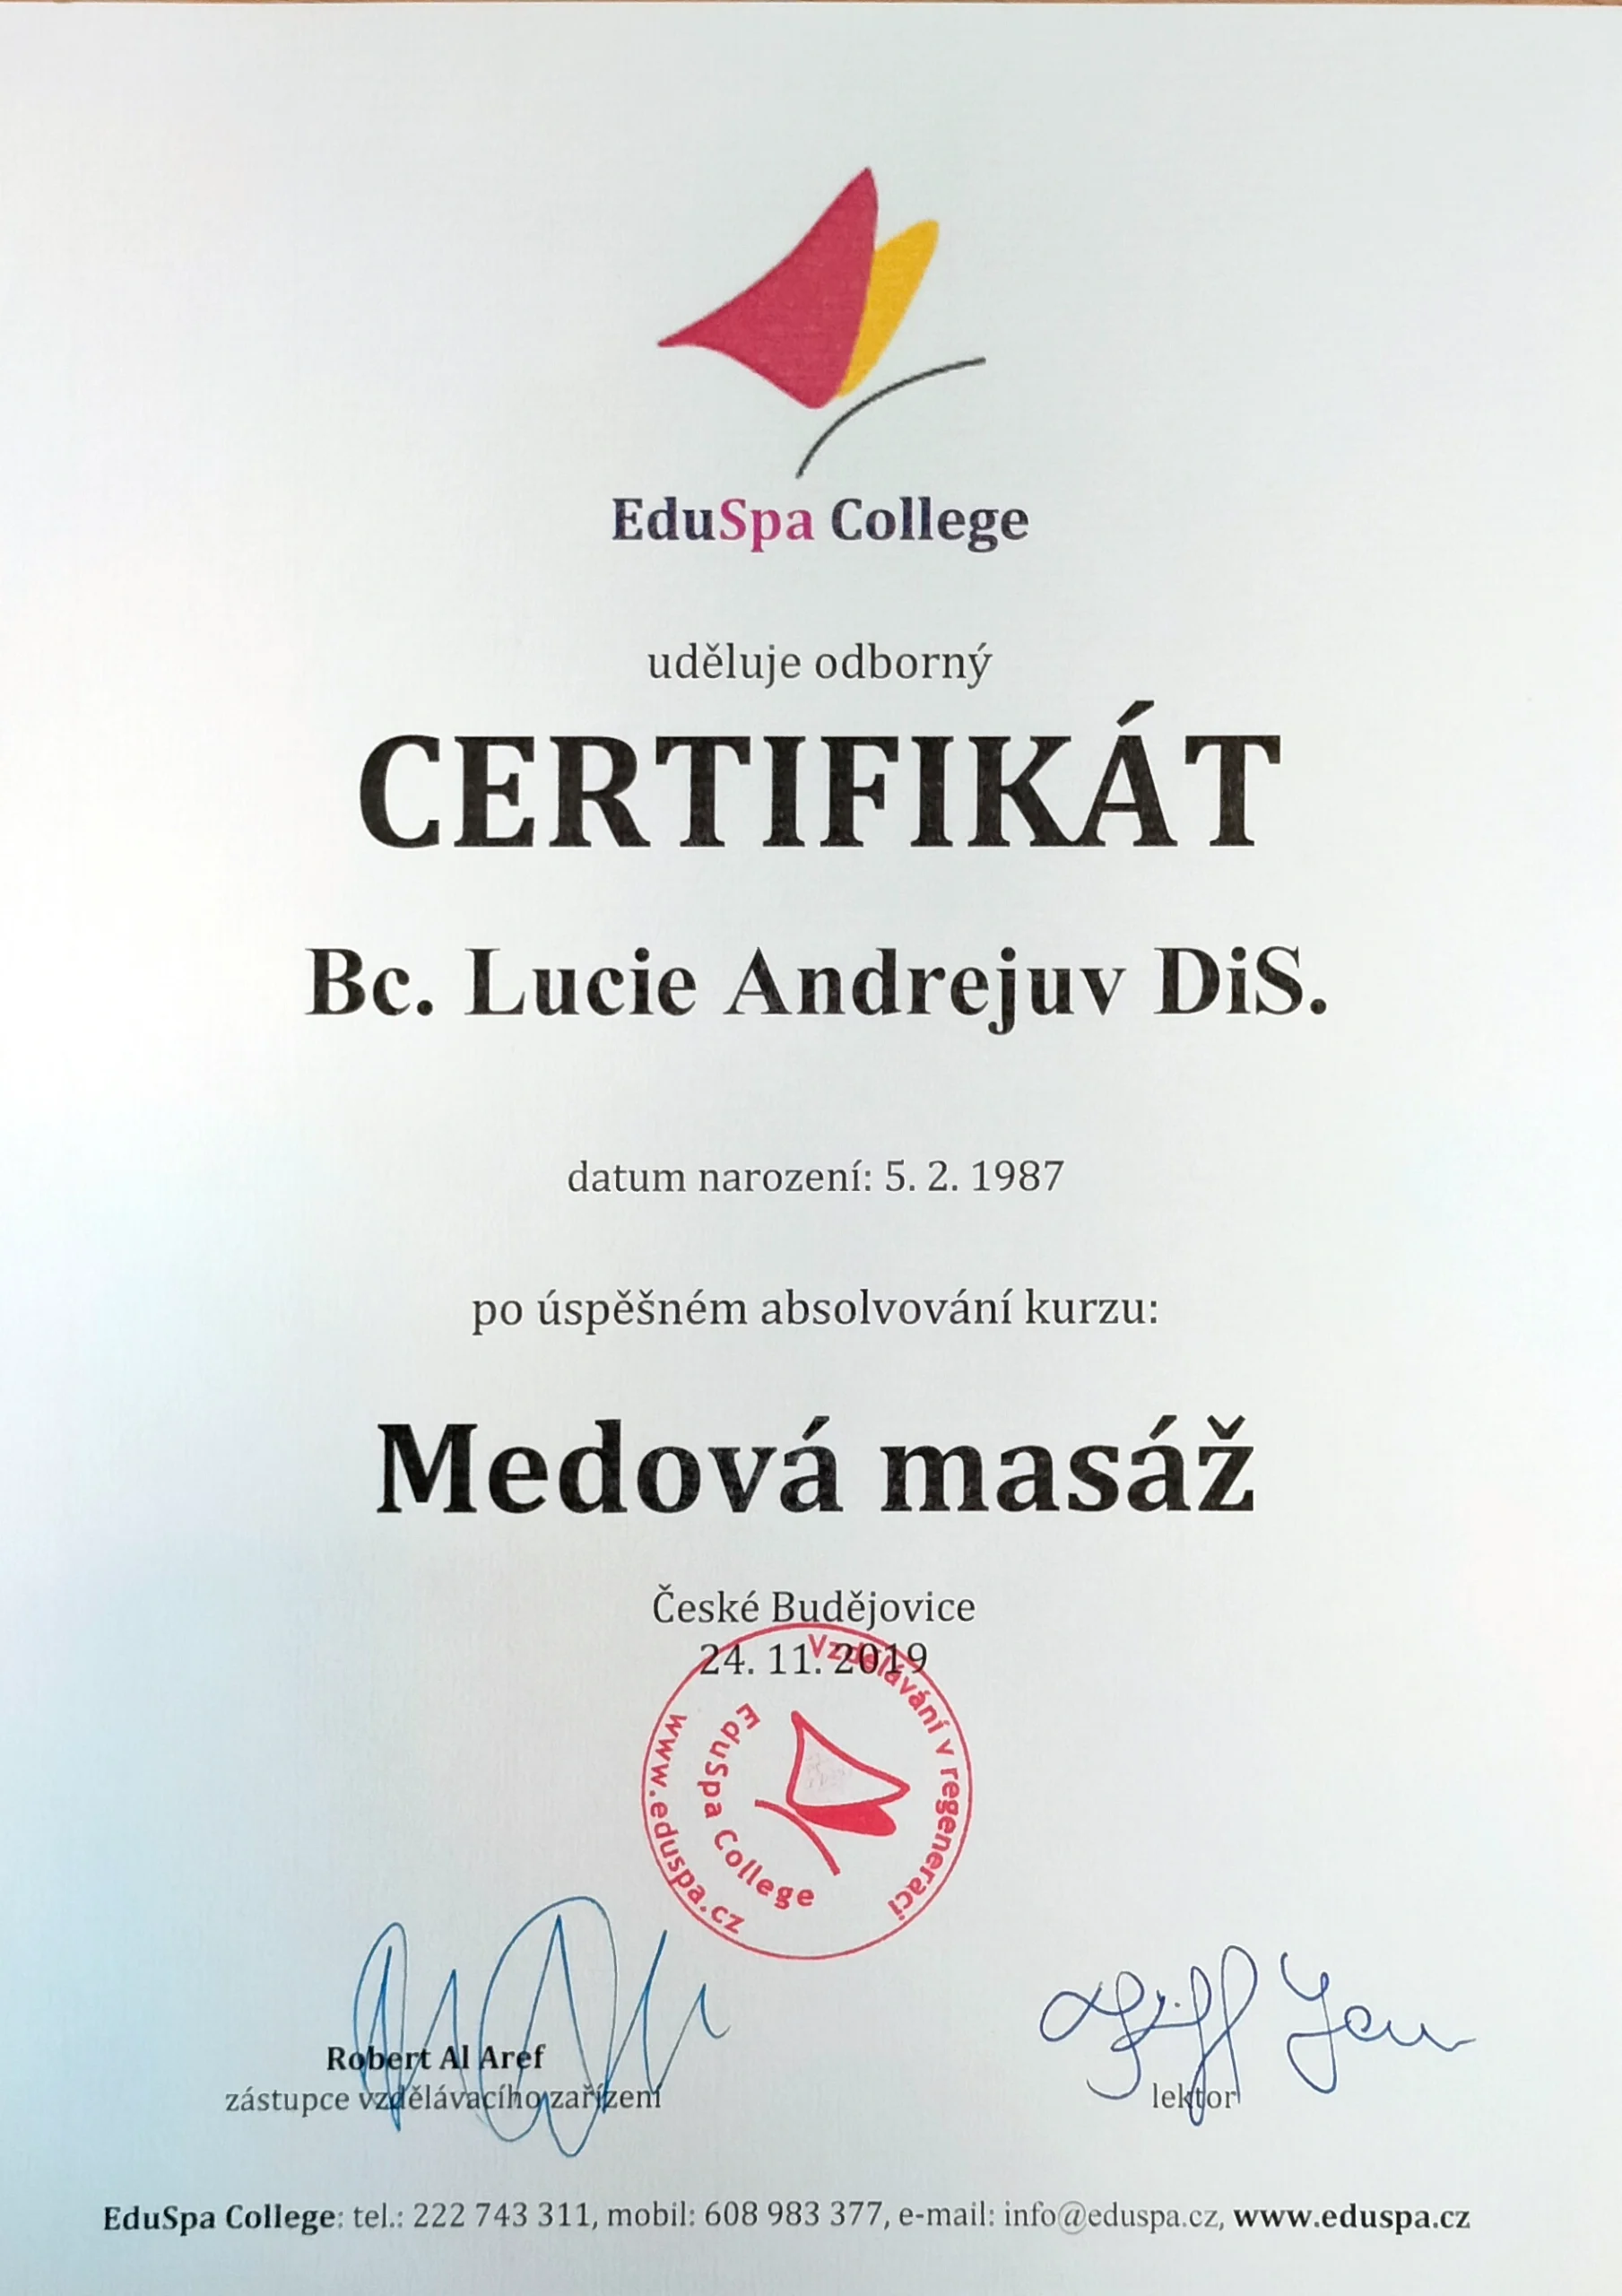 EduSpa College
uděluje odborný
CERTIFIKÁT
Bc. Lucie Andrejuv DiS.
datum narození: 5. 2. 1987
po úspěšném absolvování kurzu:
Medová masáž
České Budějovice
24. 11. 2019
Vzdělávání v regeneraci
EduSpa College
www.eduspa.cz
Robert Al Aref
zástupce vzdělávacího zařízení
lektor
EduSpa College: tel.: 222 743 311, mobil: 608 983 377, e-mail: info@eduspa.cz, www.eduspa.cz